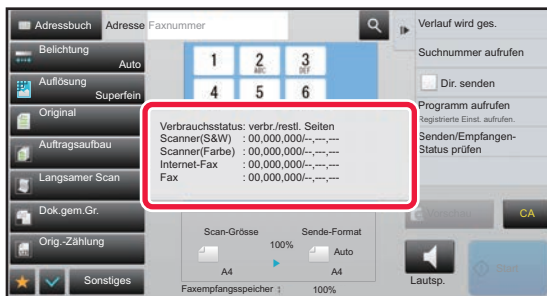 Adressbuch
Adresse
Faxnummer
Verlauf wird ges.
Belichtung
Auto
1
2
ABC
3
DEF
Suchnummer aufrufen
Auflösung
Superfein
4
5
6
Dir. senden
Original
Programm aufrufen
Registrierte Einst. aufrufen.
Auftragsaufbau
Verbrauchsstatus: verbr./restl. Seiten
Scanner(S&W) : 00,000,000/--,---,---
Scanner(Farbe) : 00,000,000/--,---,---
Internet-Fax : 00,000,000/--,---,---
Fax : 00,000,000/--,---,---
Senden/Empfangen-
Status prüfen
Langsamer Scan
Dok.gem.Gr.
Vorschau
CA
Scan-Grösse
Sende-Format
100%
Auto
A4
A4
Orig.-Zählung
Sonstiges
Faxempfangsspeicher : 100%
Lautsp.
Start